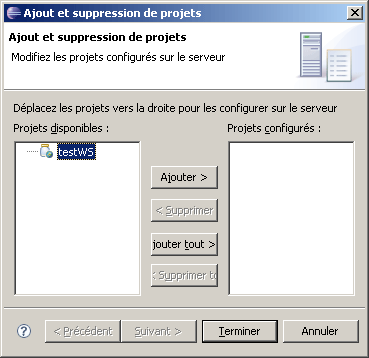 Ajout et suppression de projets
Ajout et suppression de projets
Modifiez les projets configurés sur le serveur
Déplacez les projets vers la droite pour les configurer sur le serveur
Projets disponibles :
Projets configurés :
testWS
Ajouter >
< Supprimer
jouter tout >
< Supprimer to
?
< Précédent
Suivant >
Terminer
Annuler